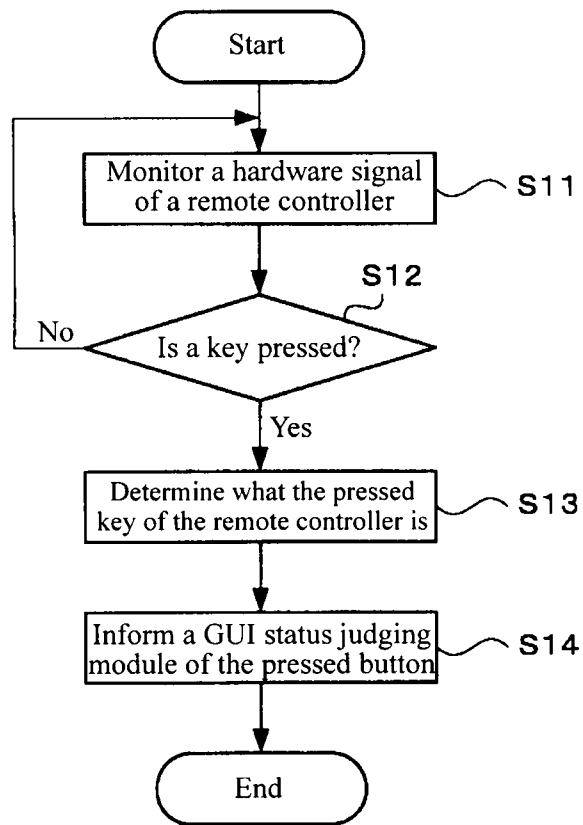 Start
Monitor a hardware signal
of a remote controller
S11
S12
No
Is a key pressed?
Yes
Determine what the pressed
key of the remote controller is
S13
Inform a GUI status judging
module of the pressed button
S14
End